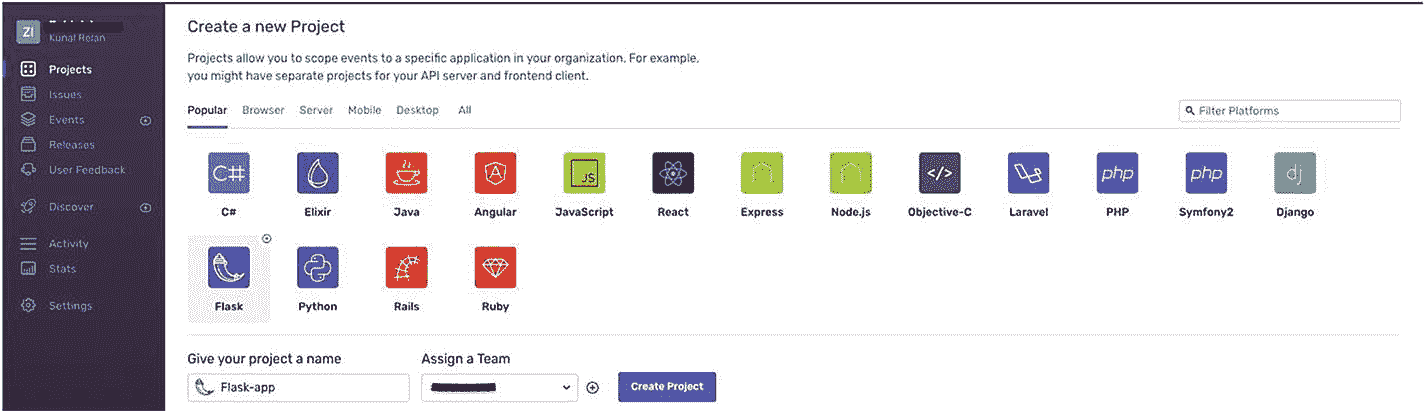 ZI
Kunal Relan
Projects
Issues
Events
Releases
User Feedback
Discover
Activity
Stats
Settings
Create a new Project
Projects allow you to scope events to a specific application in your organization. For example,
you might have separate projects for your API server and frontend client.
Popular Browser Server Mobile Desktop All
Filter Platforms
C#
JS
</>
php
php
dj
C# Elixir Java Angular JavaScript React Express Node.js Objective-C Laravel PHP Symfony2 Django
Flask Python Rails Ruby
Give your project a name
Assign a Team
Flask-app
Create Project